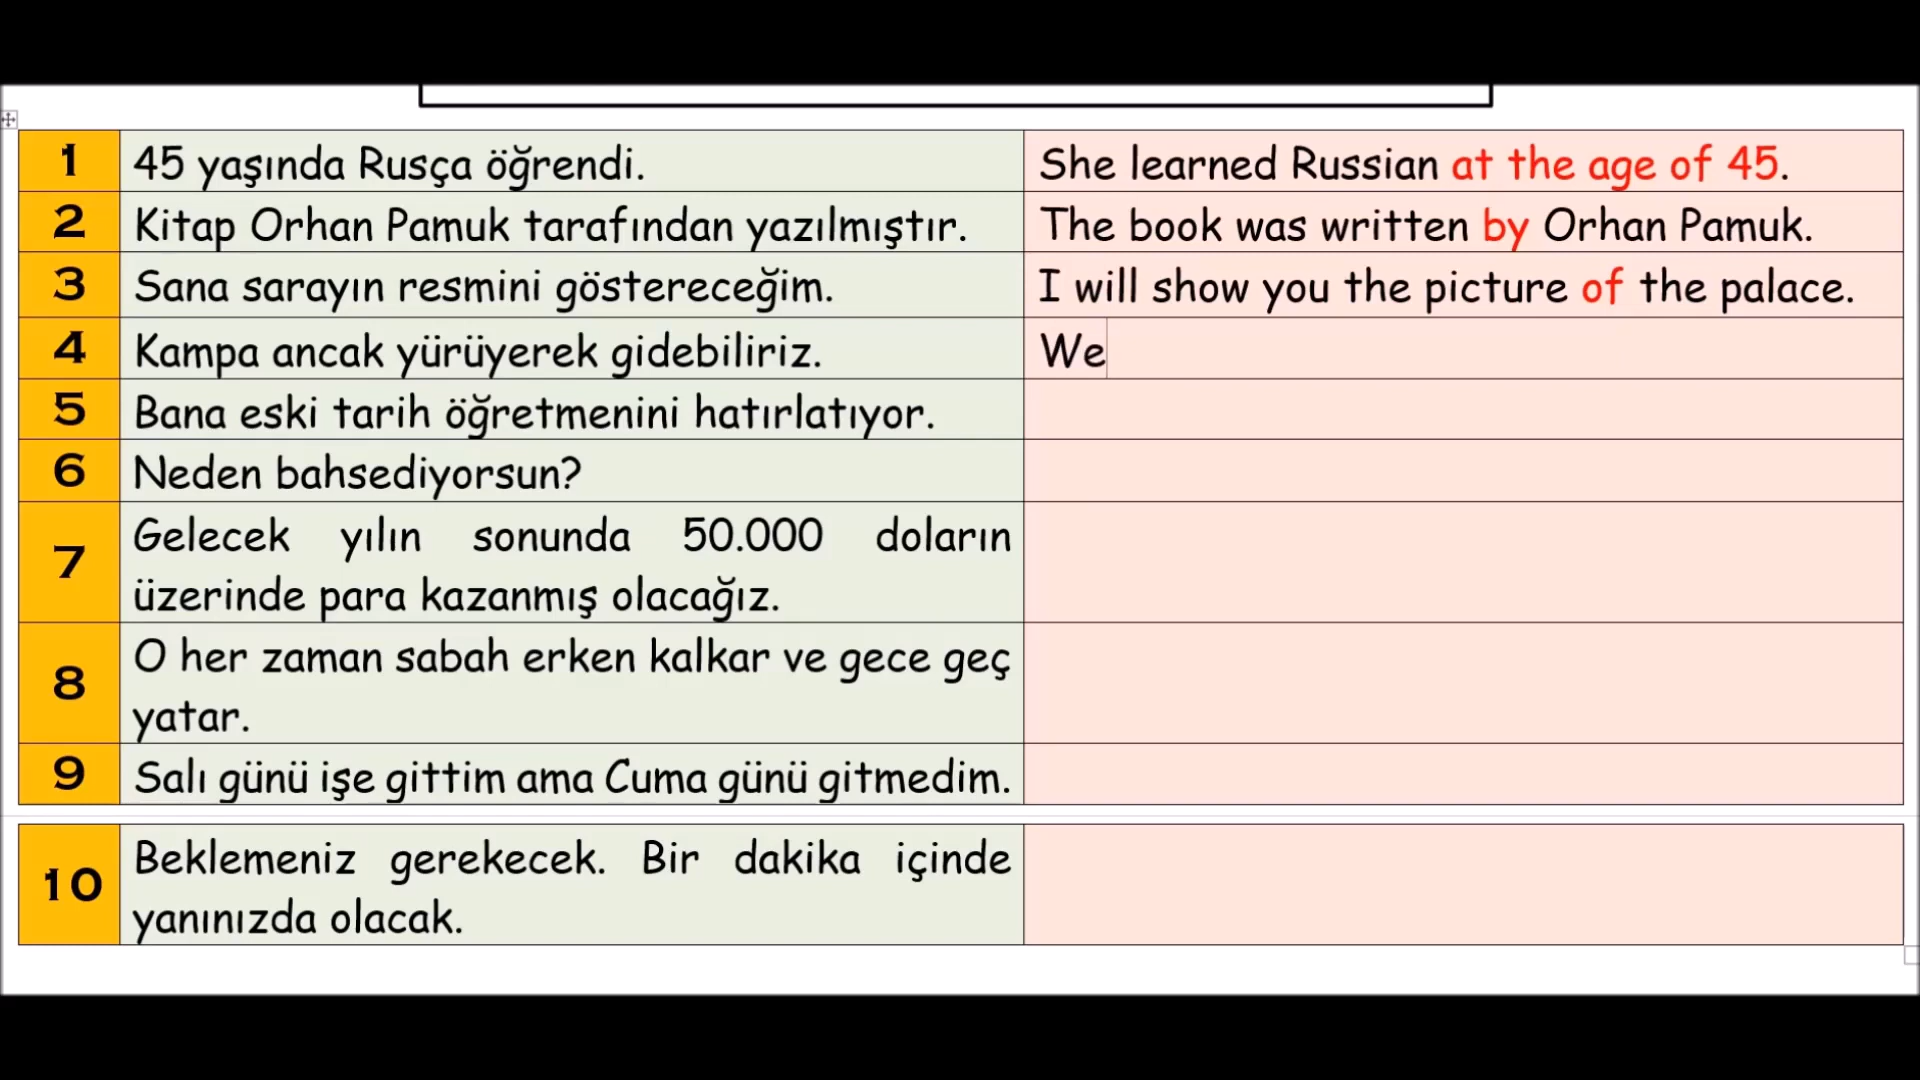 1 45 yaşında Rusça öğrendi. She learned Russian at the age of 45.
2 Kitap Orhan Pamuk tarafından yazılmıştır. The book was written by Orhan Pamuk.
3 Sana sarayın resmini göstereceğim. I will show you the picture of the palace.
4 Kampa ancak yürüyerek gidebiliriz. We
5 Bana eski tarih öğretmenini hatırlatıyor.
6 Neden bahsediyorsun?
7 Gelecek yılın sonunda 50.000 doların
üzerinde para kazanmış olacağız.
8 O her zaman sabah erken kalkar ve gece geç
yatar.
9 Salı günü işe gittim ama Cuma günü gitmedim.
10 Beklemeniz gerekecek. Bir dakika içinde
yanınızda olacak.